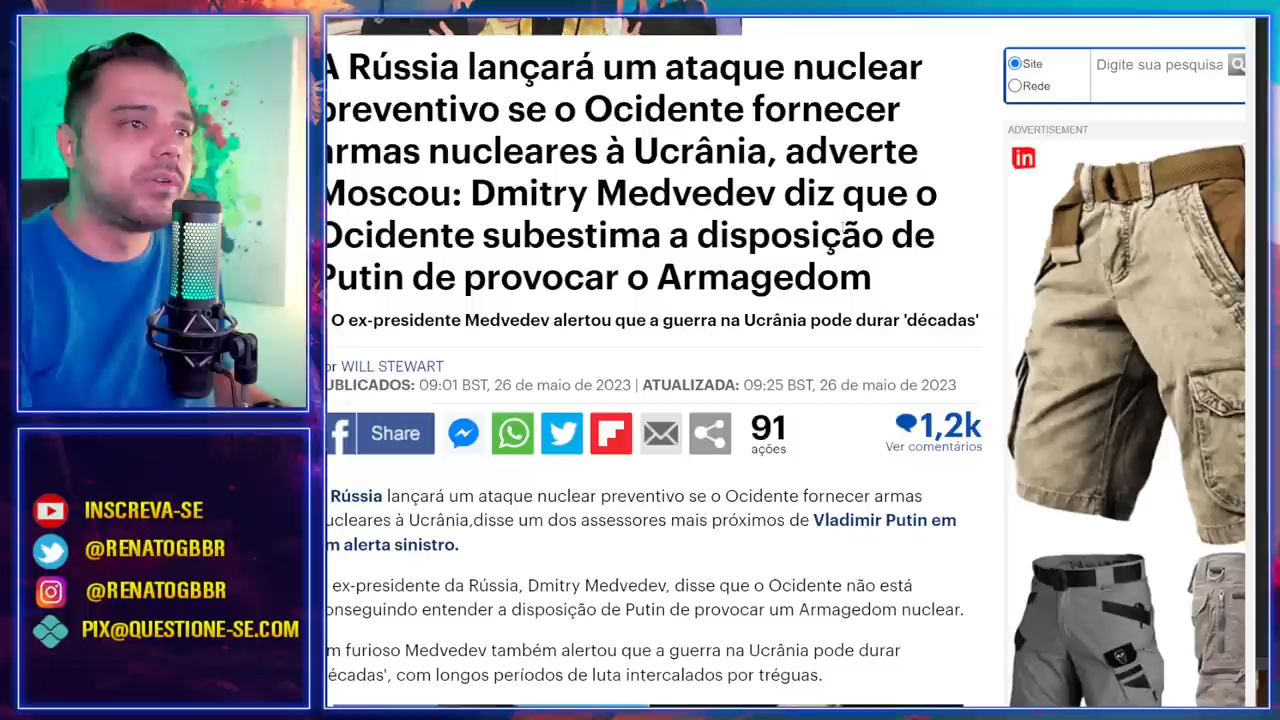 A Rússia lançará um ataque nuclear
preventivo se o Ocidente fornecer
armas nucleares à Ucrânia, adverte
Moscou: Dmitry Medvedev diz que o
Ocidente subestima a disposição de
Putin de provocar o Armagedom
O ex-presidente Medvedev alertou que a guerra na Ucrânia pode durar 'décadas'
or WILL STEWART
UBLICADOS: 09:01 BST, 26 de maio de 2023 | ATUALIZADA: 09:25 BST, 26 de maio de 2023
Share
91
ações
1,2k
Ver comentários
Rússia lançará um ataque nuclear preventivo se o Ocidente fornecer armas
ucleares à Ucrânia,disse um dos assessores mais próximos de Vladimir Putin em
m alerta sinistro.
ex-presidente da Rússia, Dmitry Medvedev, disse que o Ocidente não está
onseguindo entender a disposição de Putin de provocar um Armagedom nuclear.
m furioso Medvedev também alertou que a guerra na Ucrânia pode durar
écadas', com longos períodos de luta intercalados por tréguas.
Site
Rede
Digite sua pesquisa
ADVERTISEMENT
in
INSCREVA-SE
@RENATOGBBR
@RENATOGBBR
PIX@QUESTIONE-SE.COM